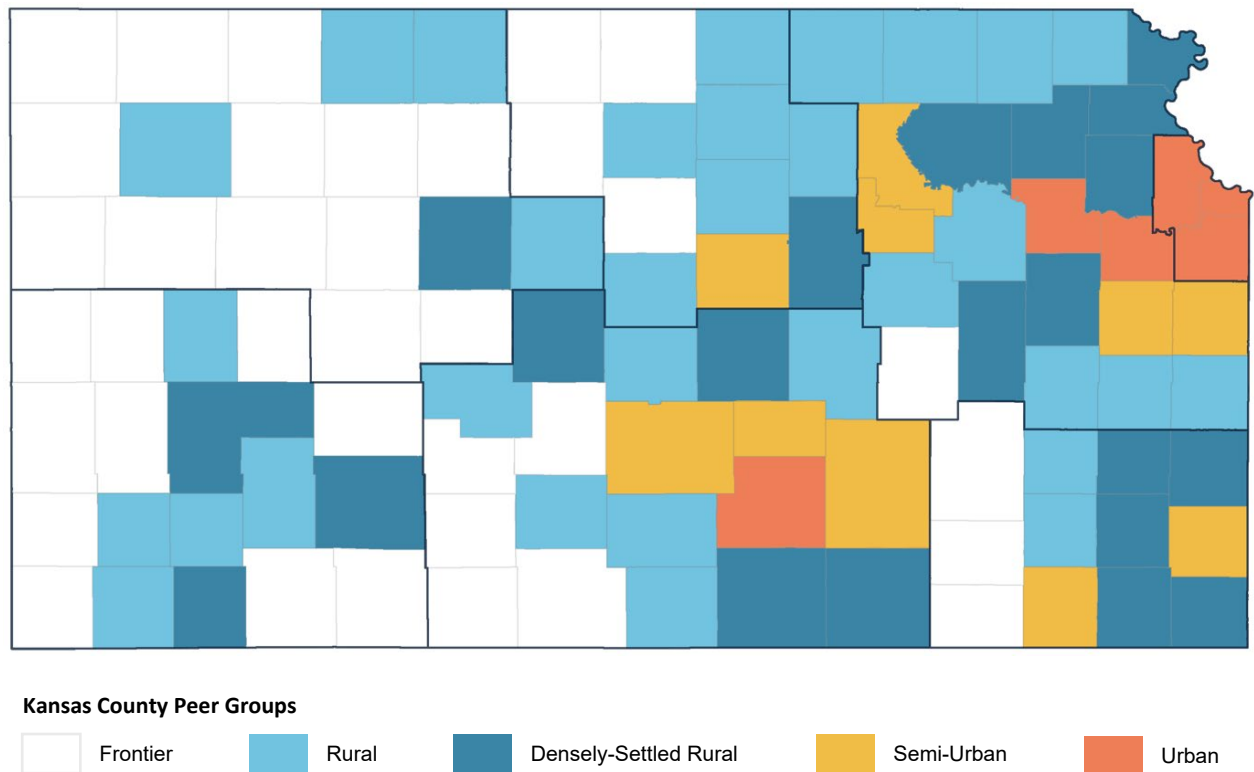 Kansas County Peer Groups
Frontier Rural Densely-Settled Rural Semi-Urban Urban